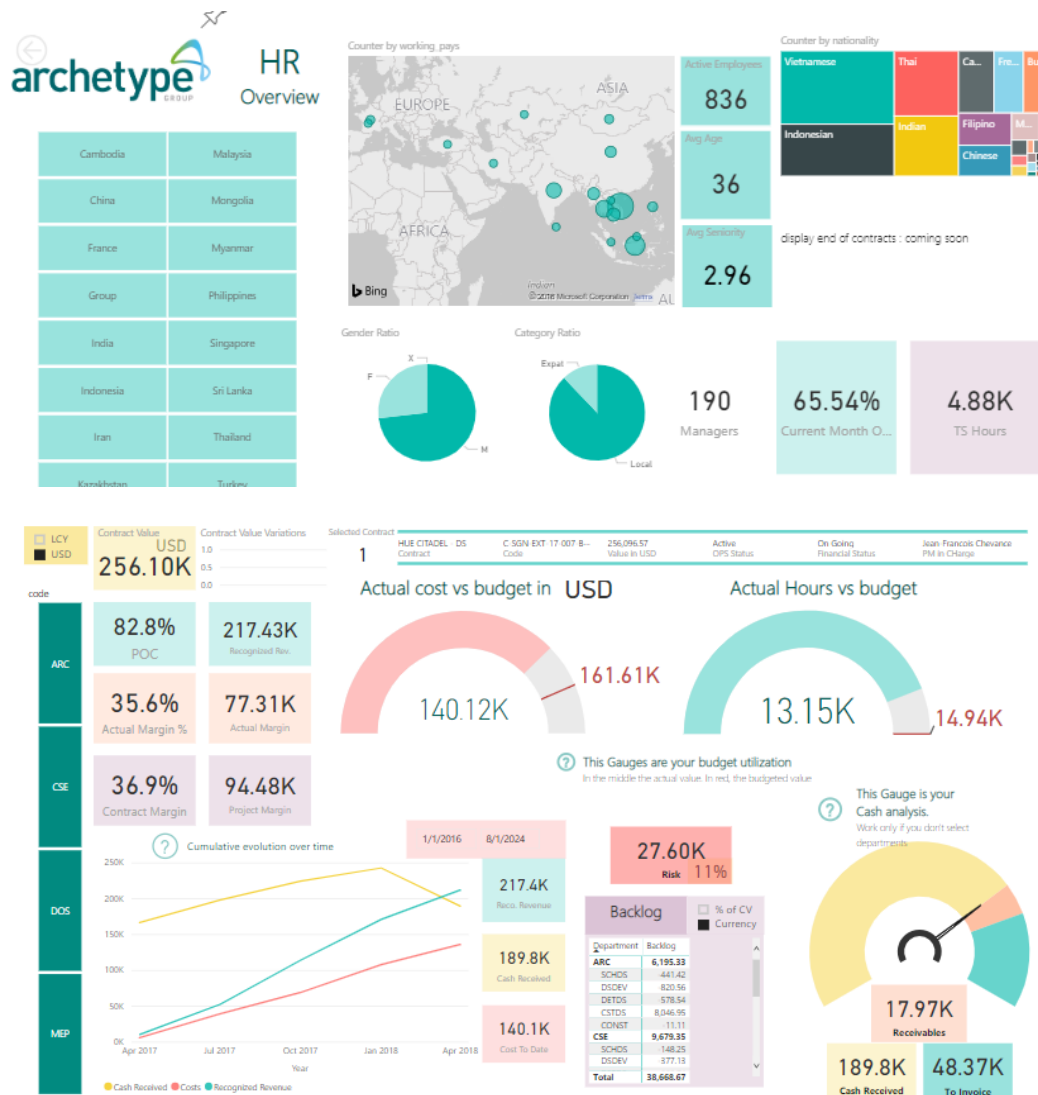 archetype
GROUP
HR
Overview
Cambodia
Malaysia
China
Mongolia
France
Myanmar
Group
Philippines
India
Singapore
Indonesia
Sri Lanka
Iran
Thailand
Kazakhstan
Turkey
Counter by working_pays
EUROPE
ASIA
AFRICA
Indian
Bing
© 2018 Microsoft Corporation Terms
AU
Active Employees
836
Avg Age
36
Avg Seniority
2.96
Counter by nationality
Vietnamese
Thai
Ca...
Fre...
Bu
Indonesian
Indian
Filipino
M...
Chinese
display end of contracts : coming soon
Gender Ratio
X
F
M
Category Ratio
Expat
Local
190
Managers
65.54%
Current Month O...
4.88K
TS Hours
LCY
USD
Contract Value
USD
256.10K
Contract Value Variations
1.0
0.5
0.0
Selected Contract
1
HUE CITADEL - DS
Contract
C-SGN-EXT-17-007 B--
Code
256,096.57
Value in USD
Active
OPS Status
On Going
Financial Status
Jean-Francois Chevance
PM In CHarge
code
ARC
CSE
DOS
MEP
82.8%
POC
217.43K
Recognized Rev.
35.6%
Actual Margin %
77.31K
Actual Margin
36.9%
Contract Margin
94.48K
Project Margin
Actual cost vs budget in USD
140.12K
161.61K
Actual Hours vs budget
13.15K
14.94K
? This Gauges are your budget utilization
In the middle the actual value. In red, the budgeted value
? This Gauge is your
Cash analysis.
Work only if you don't select
departments
? Cumulative evolution over time
1/1/2016 8/1/2024
250K
200K
150K
100K
50K
0K
Apr 2017 Jul 2017 Oct 2017 Jan 2018 Apr 2018
Year
Cash Received Costs Recognized Revenue
217.4K
Reco. Revenue
189.8K
Cash Received
140.1K
Cost To Date
27.60K
Risk 11%
Backlog
% of CV
Currency
Department Backlog
ARC 6,195.33
SCHDS -441.42
DSDEV 820.56
DETDS 578.54
CSTDS 8,046.95
CONST 11.11
CSE 9,679.35
SCHDS 148.25
DSDEV 377.13
Total 38,668.67
17.97K
Receivables
189.8K
Cash Received
48.37K
To Invoice